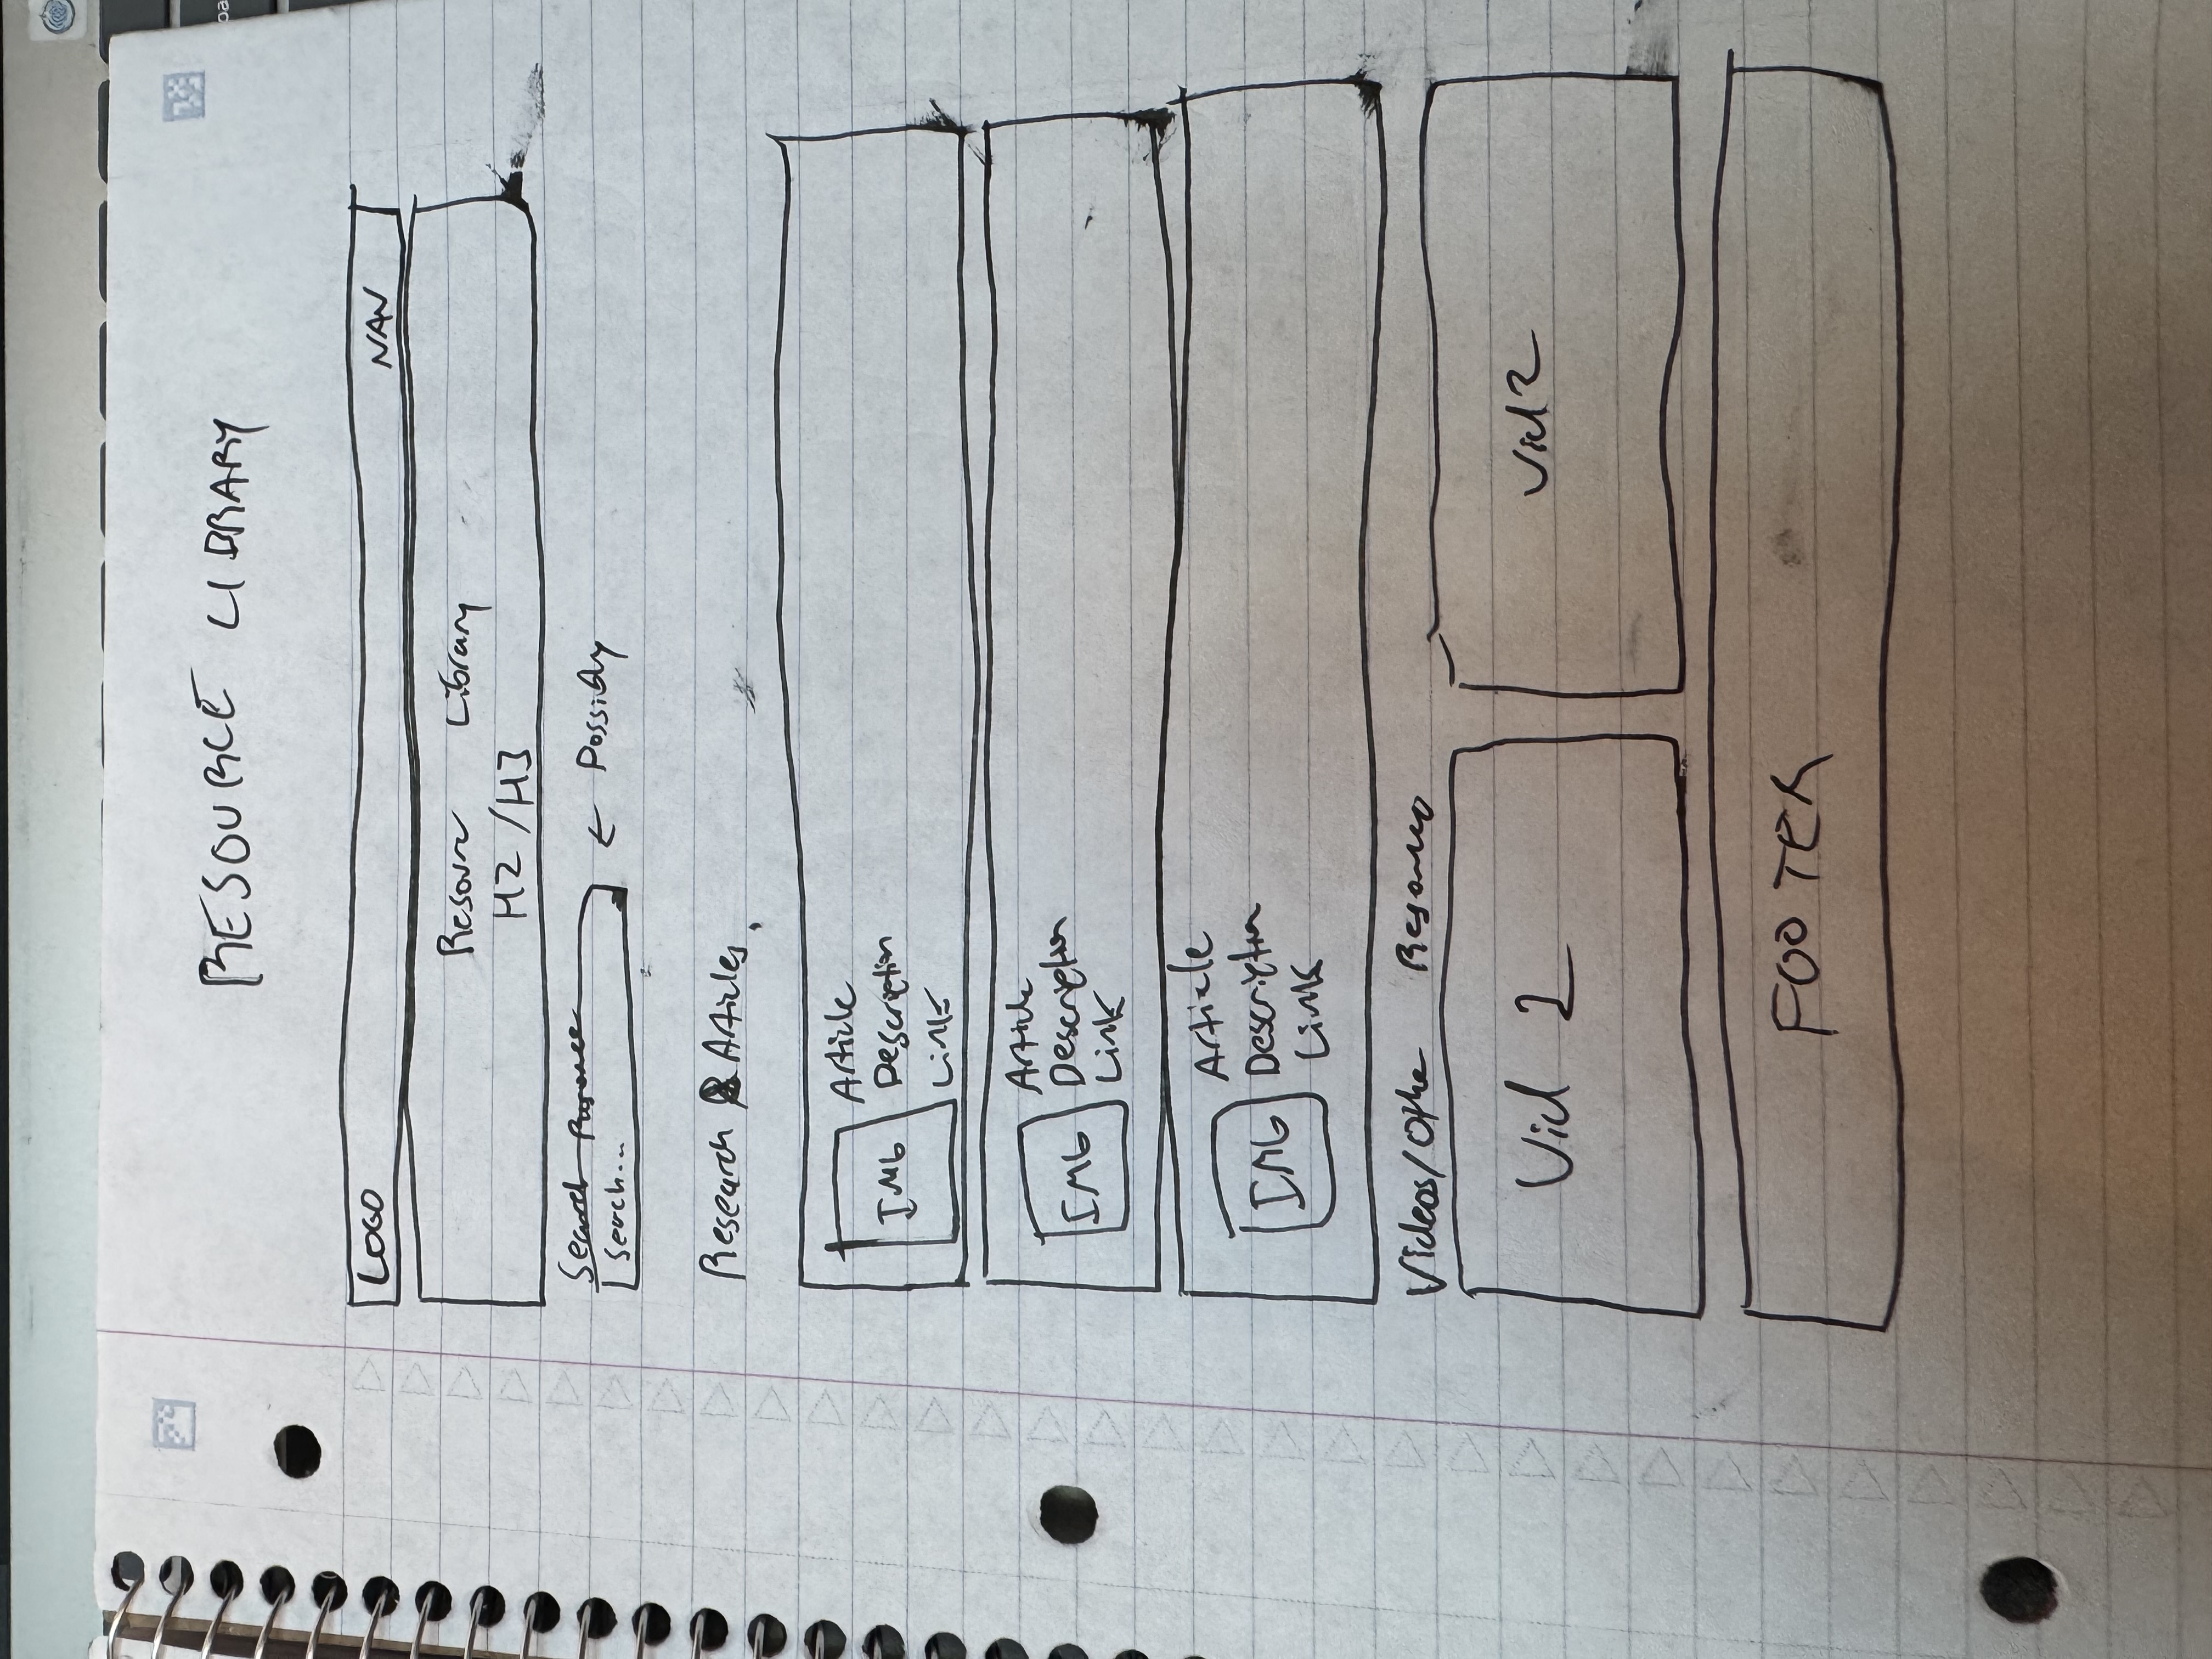 RESOURCE LIBRARY
LOGO NAV
Resource Library
H2/H3
Search Resource
Search... ← Possibly
Research & Articles
IMG
Article
Description
Link
IMG
Article
Description
Link
IMG
Article
Description
Link
Videos/Other Resources
Vid 1 Vid 2
FOOTER